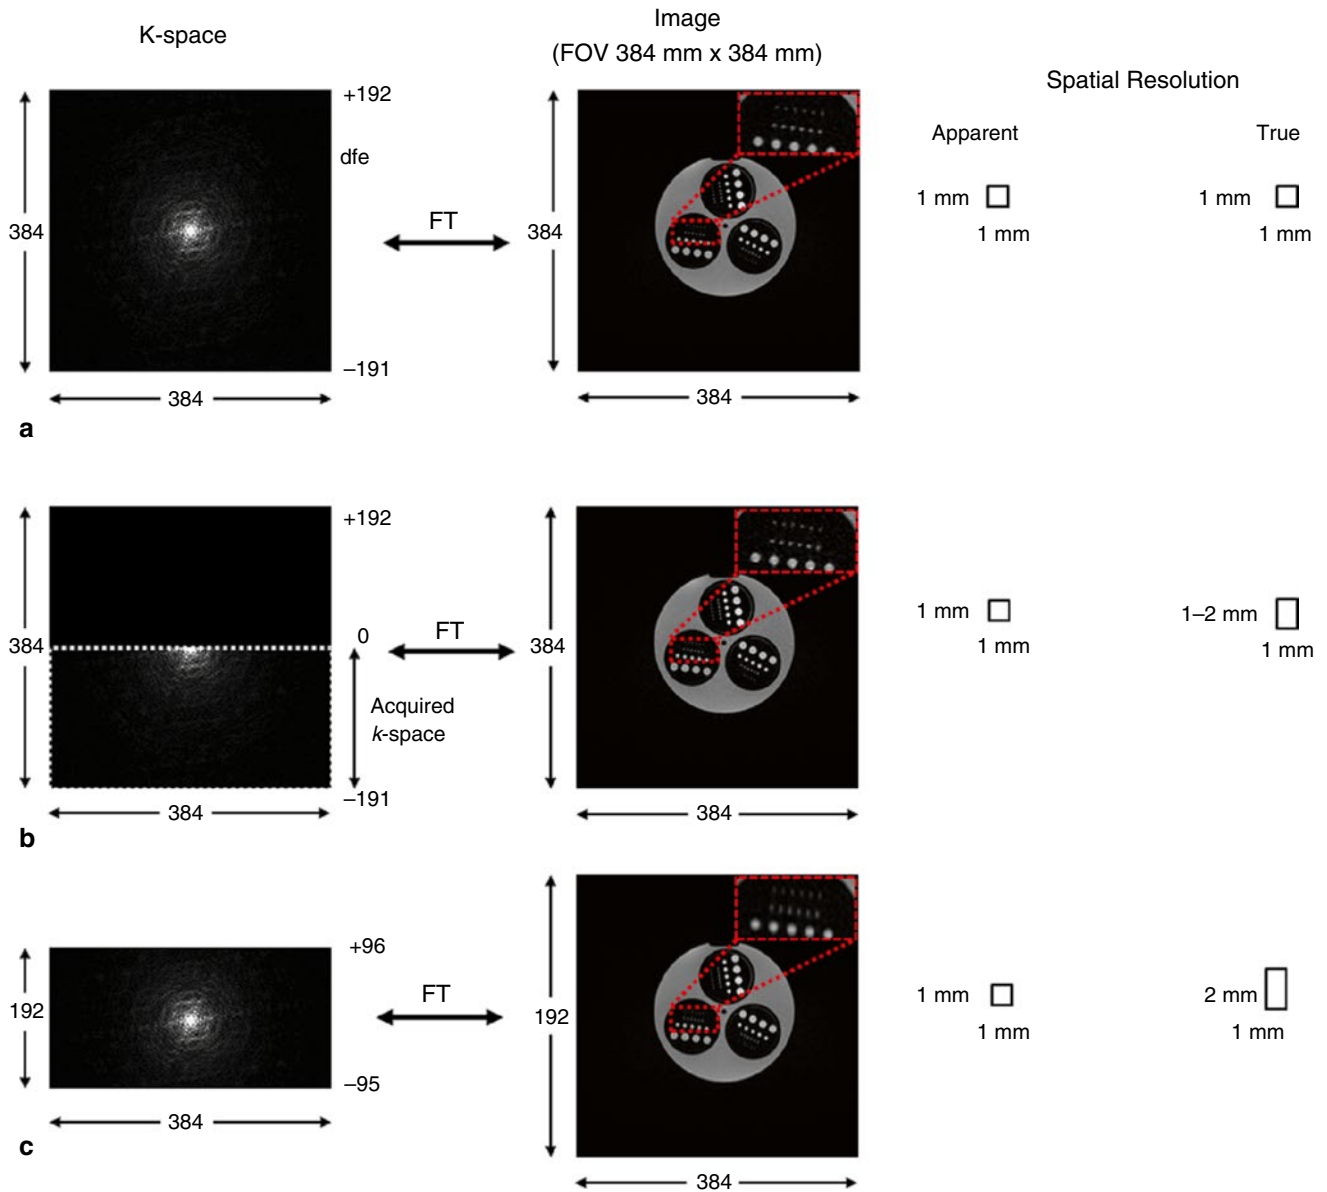 K-space
Image
(FOV 384 mm x 384 mm)
Spatial Resolution
Apparent
True
+192
dfe
384
–191
384
FT
384
384
1 mm
1 mm
1 mm
1 mm
a
+192
384
0
Acquired
k-space
–191
384
FT
384
384
1 mm
1 mm
1–2 mm
1 mm
b
+96
192
–95
384
FT
192
384
1 mm
1 mm
2 mm
1 mm
c